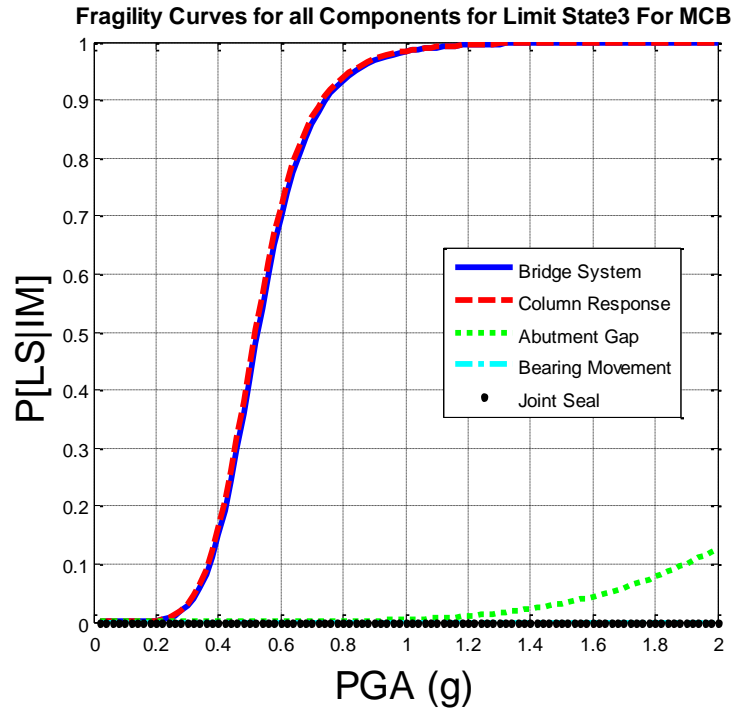 Fragility Curves for all Components for Limit State3 For MCB
1
0.9
0.8
0.7
0.6
0.5
0.4
0.3
0.2
0.1
0
P[LS|IM]
Bridge System
Column Response
Abutment Gap
Bearing Movement
Joint Seal
0 0.2 0.4 0.6 0.8 1 1.2 1.4 1.6 1.8 2
PGA (g)